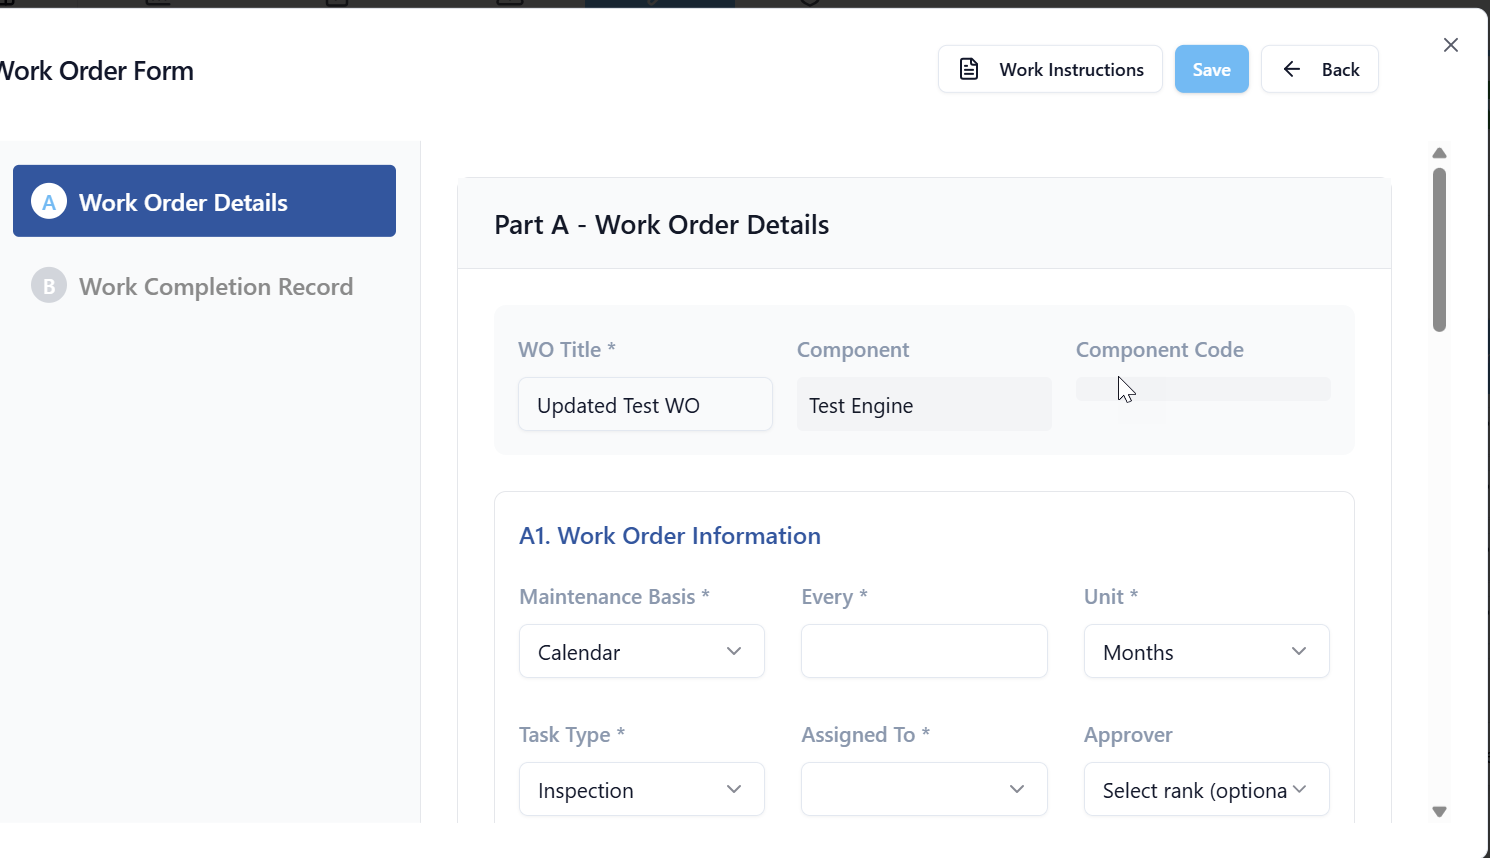 Work Order Form
Work Instructions
Save
Back
A Work Order Details
B Work Completion Record
Part A - Work Order Details
WO Title * Component Component Code
Updated Test WO Test Engine
A1. Work Order Information
Maintenance Basis * Every * Unit *
Calendar Months
Task Type * Assigned To * Approver
Inspection Select rank (optiona